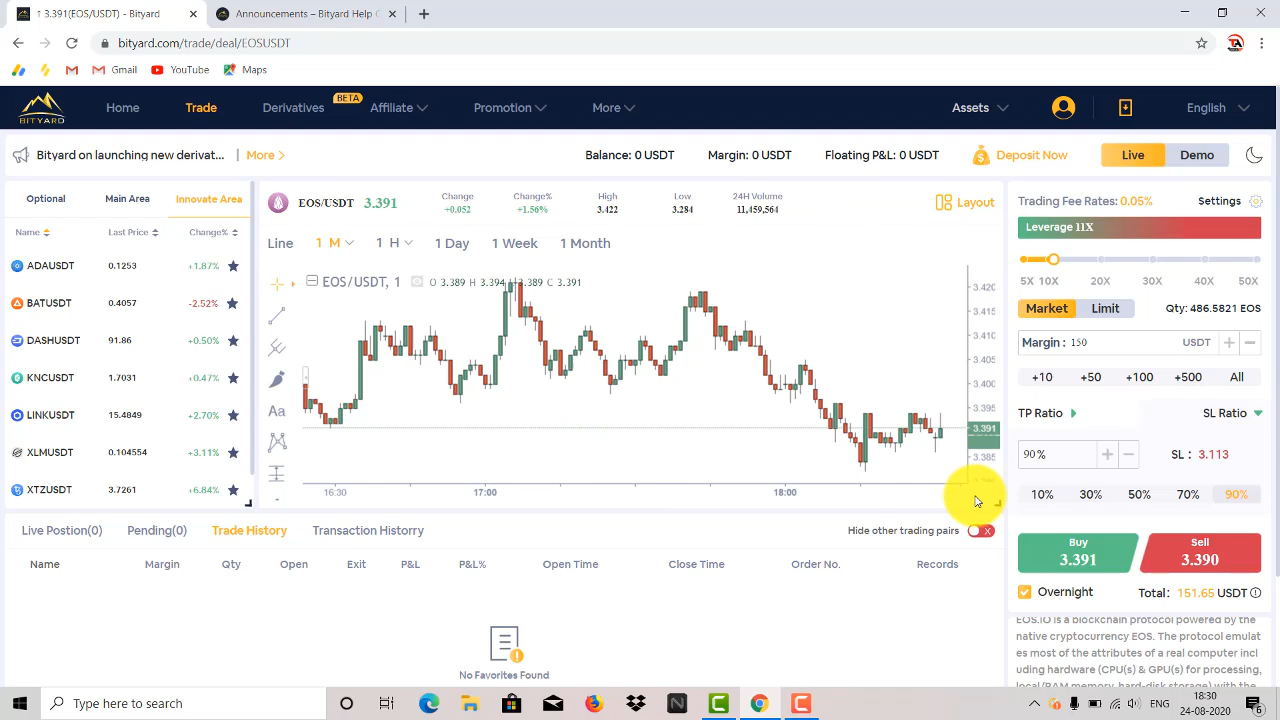 3.391(EOS/USDT) - Bityard
Announcements – Bityard Help C
bityard.com/trade/deal/EOSUSDT
Gmail
YouTube
Maps
BITYARD
Home
Trade
Derivatives
BETA
Affiliate
Promotion
More
Assets
English
Bityard on launching new derivat...
More >
Balance: 0 USDT
Margin: 0 USDT
Floating P&L: 0 USDT
Deposit Now
Live
Demo
Optional
Main Area
Innovate Area
Name
Last Price
Change%
ADAUSDT 0.1253 +1.87%
BATUSDT 0.4057 -2.52%
DASHUSDT 91.86 +0.50%
KNCUSDT 1.7031 +0.47%
LINKUSDT 15.4849 +2.70%
XLMUSDT 0.104554 +3.11%
XTZUSDT 3.7261 +6.84%
EOS/USDT 3.391
Change
+0.052
Change%
+1.56%
High
3.422
Low
3.284
24H Volume
11,459,564
Layout
Line
1 M
1 H
1 Day
1 Week
1 Month
EOS/USDT, 1
O 3.389 H 3.394 3.389 C 3.391
Aa
3.420
3.415
3.410
3.405
3.400
3.395
3.391
3.385
16:30
17:00
18:00
Trading Fee Rates: 0.05%
Settings
Leverage 11X
5X 10X 20X 30X 40X 50X
Market
Limit
Qty: 486.5821 EOS
Margin : 150 USDT + −
+10 +50 +100 +500 All
TP Ratio
SL Ratio
90% + −
SL : 3.113
10% 30% 50% 70% 90%
Buy
3.391
Sell
3.390
Overnight
Total: 151.65 USDT
EOS.IO is a blockchain protocol powered by the
native cryptocurrency EOS. The protocol emulat
es most of the attributes of a real computer incl
uding hardware (CPU(s) & GPU(s) for processing,
local/RAM memory, hard-disk storage) with the
Live Postion(0)
Pending(0)
Trade History
Transaction Historry
Hide other trading pairs
X
Name
Margin
Qty
Open
Exit
P&L
P&L%
Open Time
Close Time
Order No.
Records
No Favorites Found
Type here to search
ENG
18:30
24-08-2020
6